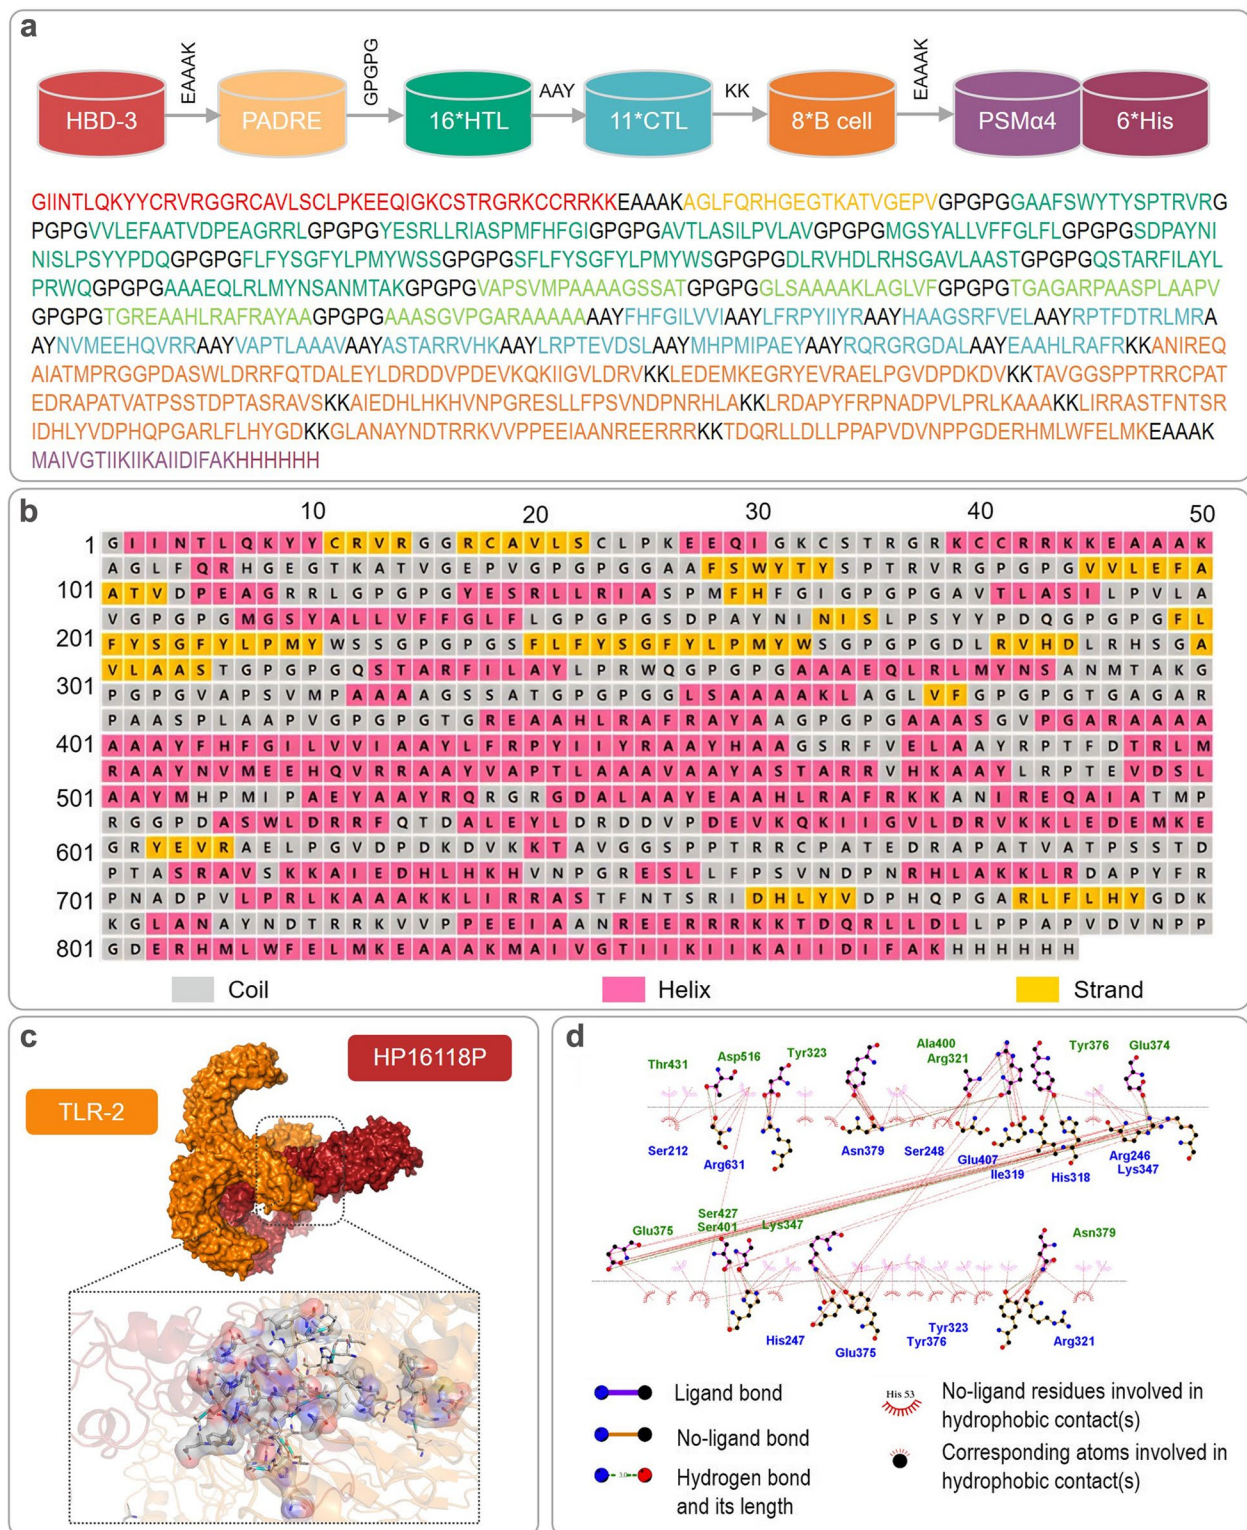 a
HBD-3 EAAAK PADRE GPGPG 16*HTL AAY 11*CTL KK 8*B cell EAAAK PSMα4 6*His
GIINTLQKYYCRVRGGRCAVLSCLPKEEQIGKCSTRGRKCCRRKKEAAAKAGLFQRHGEGTKATVGEPVGPGPGGAAFSWYTYSPTRVRG
PGPGVVLEFAATVDPEAGRRLGPGPGYESRLLRIASPMFHFGIGPGPGAVTLASILPVLAVGPGPGMGSYALLVFFGLFLGPGPGSDPAYNI
NISLPSYYPDQGPGPGFLFYSGFYLPMYWSSGPGPGSFLFYSGFYLPMYWSGPGPGDLRVHDLRHSGAVLAASTGPGPGQSTARFILAYL
PRWQGPGPGAAAEQLRLMYNSANMTAKGPGPGVAPSVMPAAAAGSSATGPGPGGLSAAAAKLAGLVFGPGPGTGAGARPAASPLAAPV
GPGPGTGREAAHLRAFRAYAAGPGPGAAASGVPGARAAAAAAAYFHFGILVVIAAYLFRPYIIYRAAYHAAGSRFVELAAYRPTFDTRLMRA
AYNVMEEHQVRRAAYVAPTLAAAVAAYASTARRVHKAAYLRPTEVDSLAAYMHPMIPAEYAAYRQRGRGDALAAYEAAHLRAFRKKANIREQ
AIATMPRGGPDASWLDRRFQTDALEYLDRDDVPDEVKQKIIGVLDRVKKLEDEMKEGRYEVRAELPGVDPDKDVKKTAVGGSPPTRRCPAT
EDRAPATVATPSSTDPTASRAVSKKAIEDHLHKHVNPGRESLLFPSVNDPNRHLAKKLRDAPYFRPNADPVLPRLKAAAKKLIRRASTFNTSR
IDHLYVDPHQPGARLFLHYGDKKGLANAYNDTRRKVVPPEEIAANREERRRKKTDQRLLDLLPPAPVDVNPPGDERHMLWFELMKEAAAK
MAIVGTIIKIIKAIIDIFAKHHHHHH
b
10 20 30 40 50
1 G I I N T L Q K Y Y C R V R G G R C A V L S C L P K E E Q I G K C S T R G R K C C R R K K E A A A K
A G L F Q R H G E G T K A T V G E P V G P G P G G A A F S W Y T Y S P T R V R G P G P G V V L E F A
101 A T V D P E A G R R L G P G P G Y E S R L L R I A S P M F H F G I G P G P G A V T L A S I L P V L A
V G P G P G M G S Y A L L V F F G L F L G P G P G S D P A Y N I N I S L P S Y Y P D Q G P G P G F L
201 F Y S G F Y L P M Y W S S G P G P G S F L F Y S G F Y L P M Y W S G P G P G D L R V H D L R H S G A
V L A A S T G P G P G Q S T A R F I L A Y L P R W Q G P G P G A A A E Q L R L M Y N S A N M T A K G
301 P G P G V A P S V M P A A A A G S S A T G P G P G G L S A A A A K L A G L V F G P G P G T G A G A R
P A A S P L A A P V G P G P G T G R E A A H L R A F R A Y A A G P G P G A A A S G V P G A R A A A A
401 A A A Y F H F G I L V V I A A Y L F R P Y I I Y R A A Y H A A G S R F V E L A A Y R P T F D T R L M
R A A Y N V M E E H Q V R R A A Y V A P T L A A A V A A Y A S T A R R V H K A A Y L R P T E V D S L
501 A A Y M H P M I P A E Y A A Y R Q R G R G D A L A A Y E A A H L R A F R K K A N I R E Q A I A T M P
R G G P D A S W L D R R F Q T D A L E Y L D R D D V P D E V K Q K I I G V L D R V K K L E D E M K E
601 G R Y E V R A E L P G V D P D K D V K K T A V G G S P P T R R C P A T E D R A P A T V A T P S S T D
P T A S R A V S K K A I E D H L H K H V N P G R E S L L F P S V N D P N R H L A K K L R D A P Y F R
701 P N A D P V L P R L K A A A K K L I R R A S T F N T S R I D H L Y V D P H Q P G A R L F L H Y G D K
K G L A N A Y N D T R R K V V P P E E I A A N R E E R R R K K T D Q R L L D L L P P A P V D V N P P
801 G D E R H M L W F E L M K E A A A K M A I V G T I I K I I K A I I D I F A K H H H H H H
Coil Helix Strand
c
HP16118P
TLR-2
d
Thr431 Asp516 Tyr323 Ala400 Arg321 Tyr376 Glu374
Ser212 Arg631 Asn379 Ser248 Glu407 Ile319 His318 Arg246 Lys347
Glu375 Ser427 Ser401 Lys347 Asn379
His247 Glu375 Tyr376 Tyr323 Arg321
Ligand bond
No-ligand bond
3.0 Hydrogen bond
and its length
His 53 No-ligand residues involved in
hydrophobic contact(s)
Corresponding atoms involved in
hydrophobic contact(s)